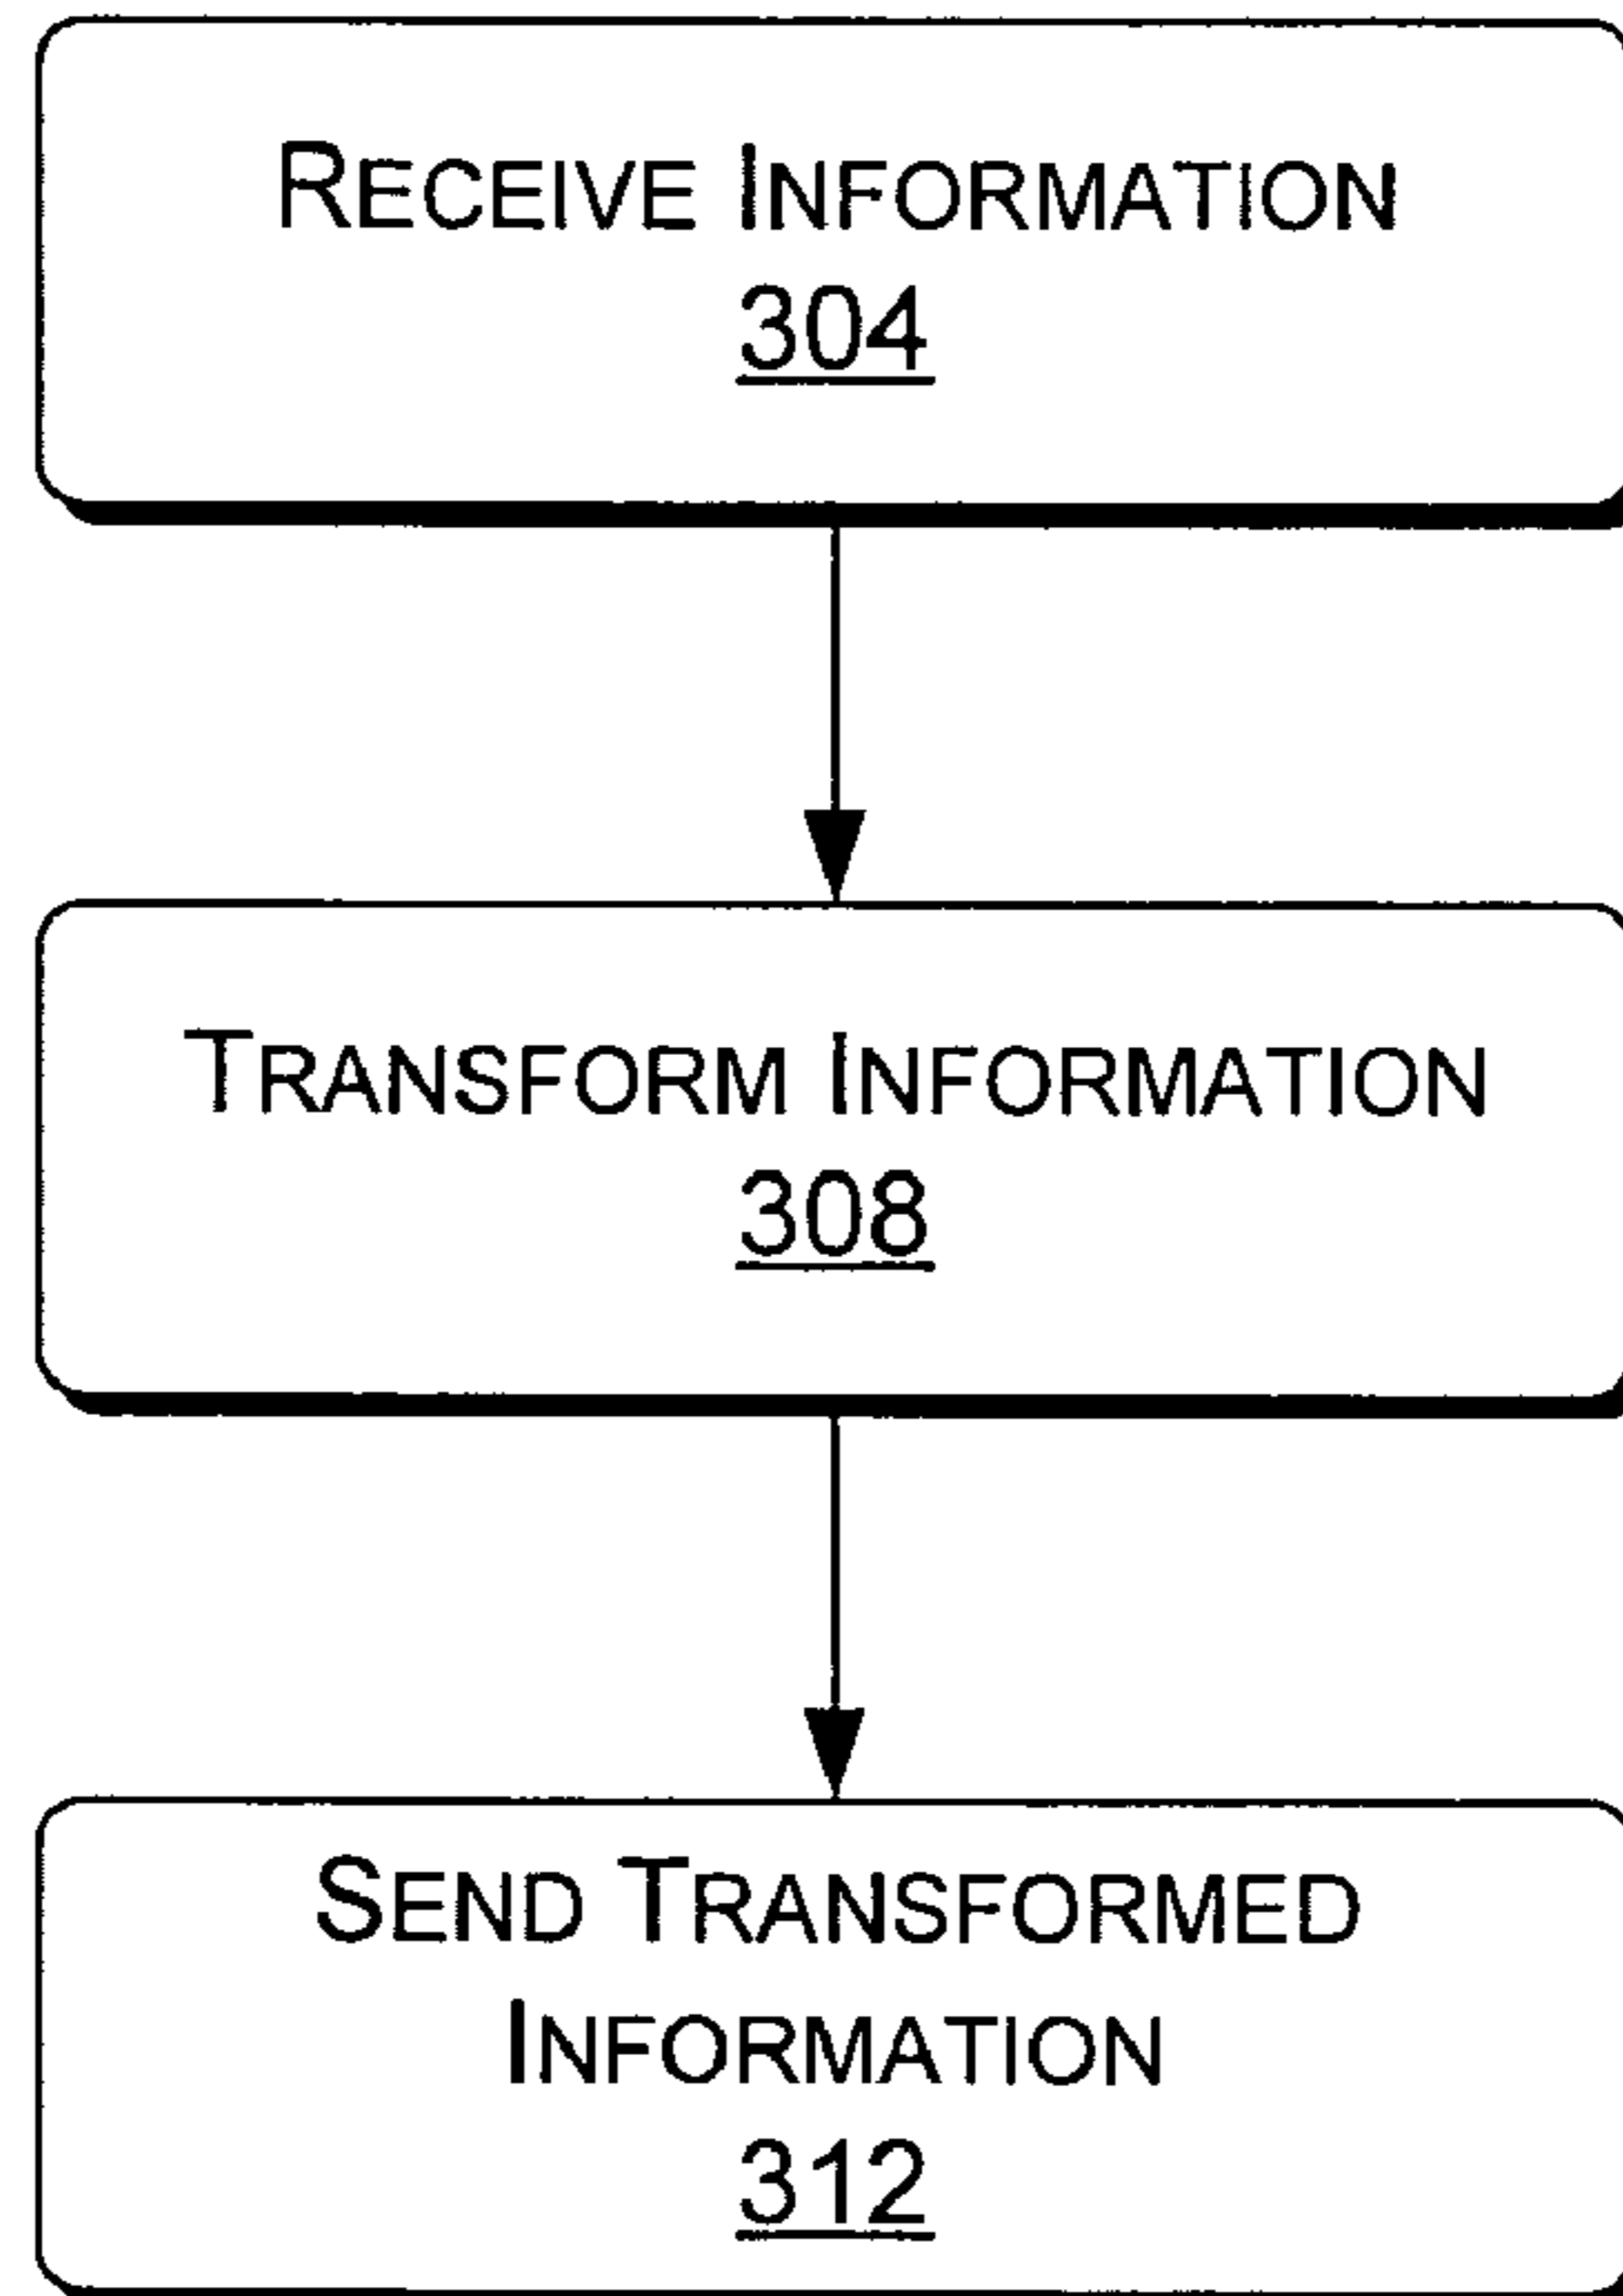 RECEIVE INFORMATION
304
TRANSFORM INFORMATION
308
SEND TRANSFORMED
INFORMATION
312